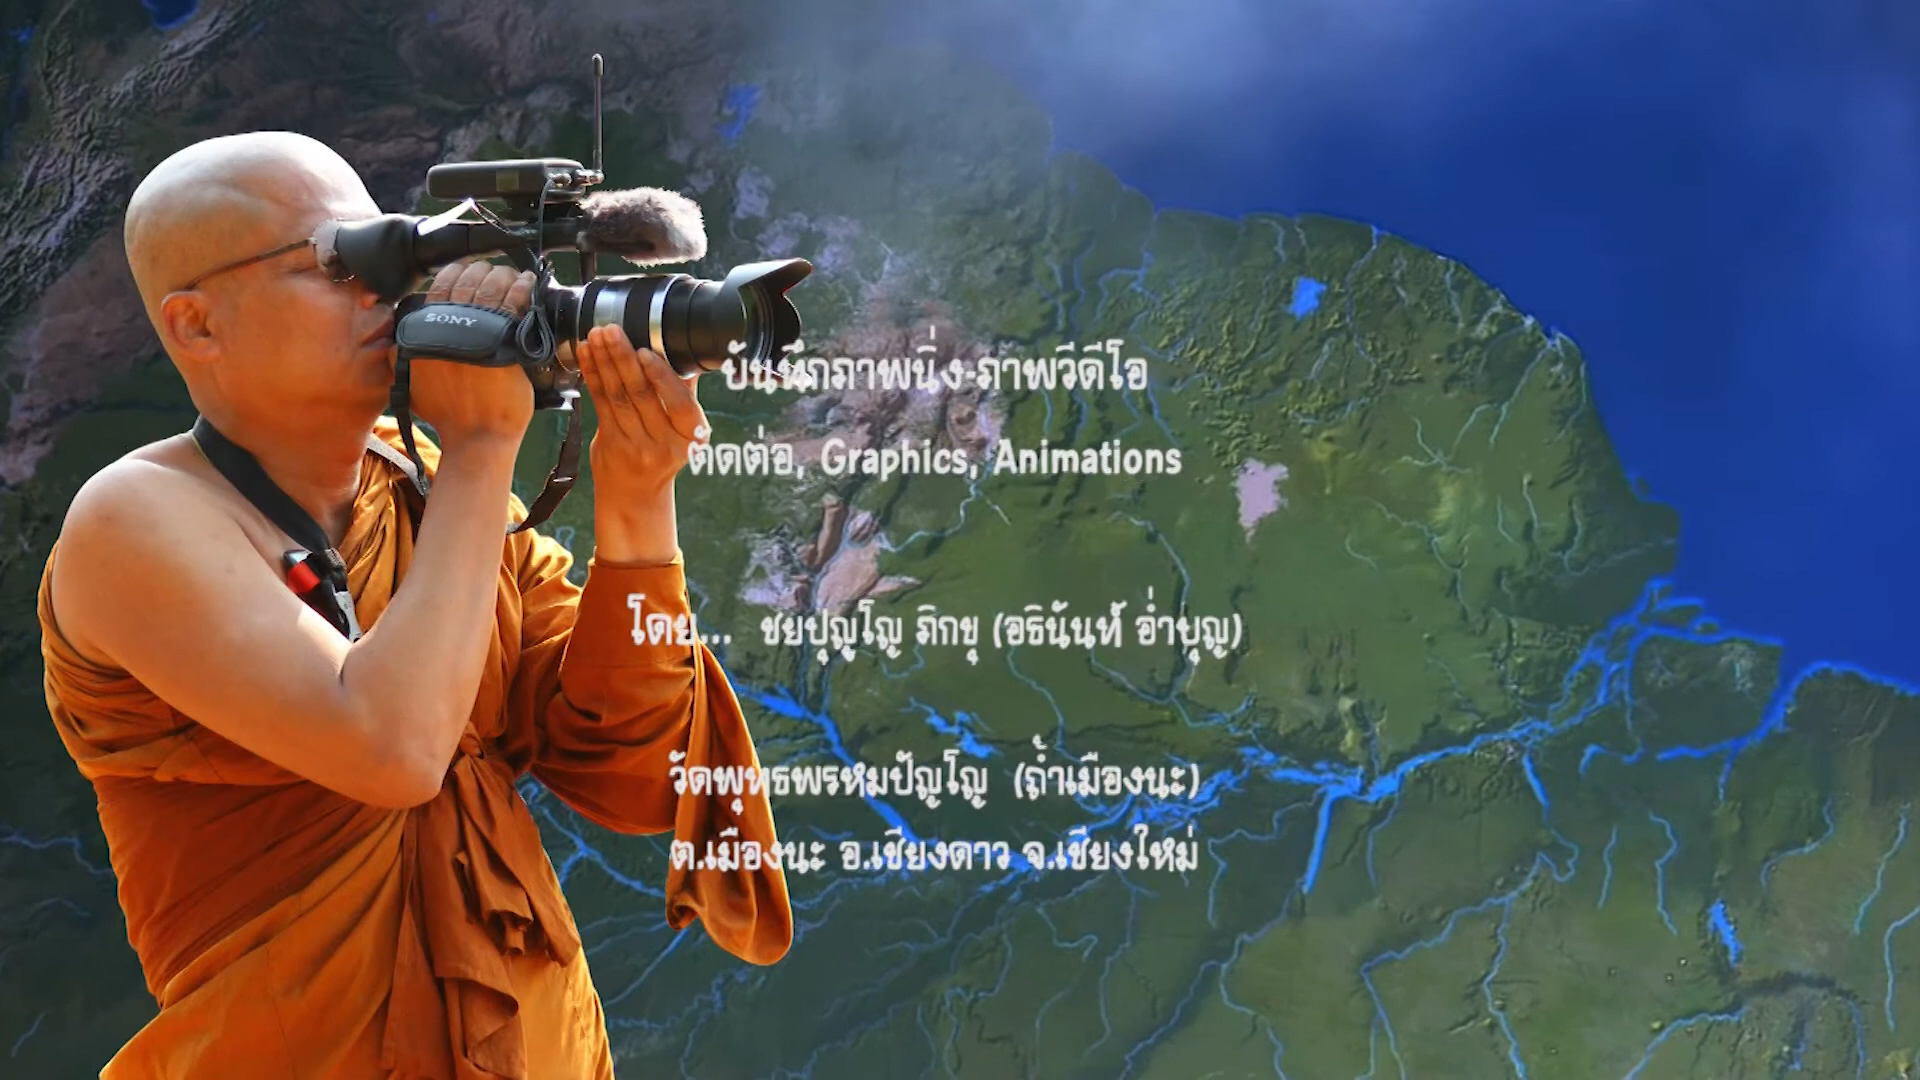 SONY
บันทึกภาพนิ่ง-ภาพวีดีโอ
ตัดต่อ, Graphics, Animations
โดย... ชยปุญโญ ภิกขุ (อธินันท์ อ่ำบุญ)
วัดพุทธพรหมปัญโญ (ถ้ำเมืองนะ)
ต.เมืองนะ อ.เชียงดาว จ.เชียงใหม่